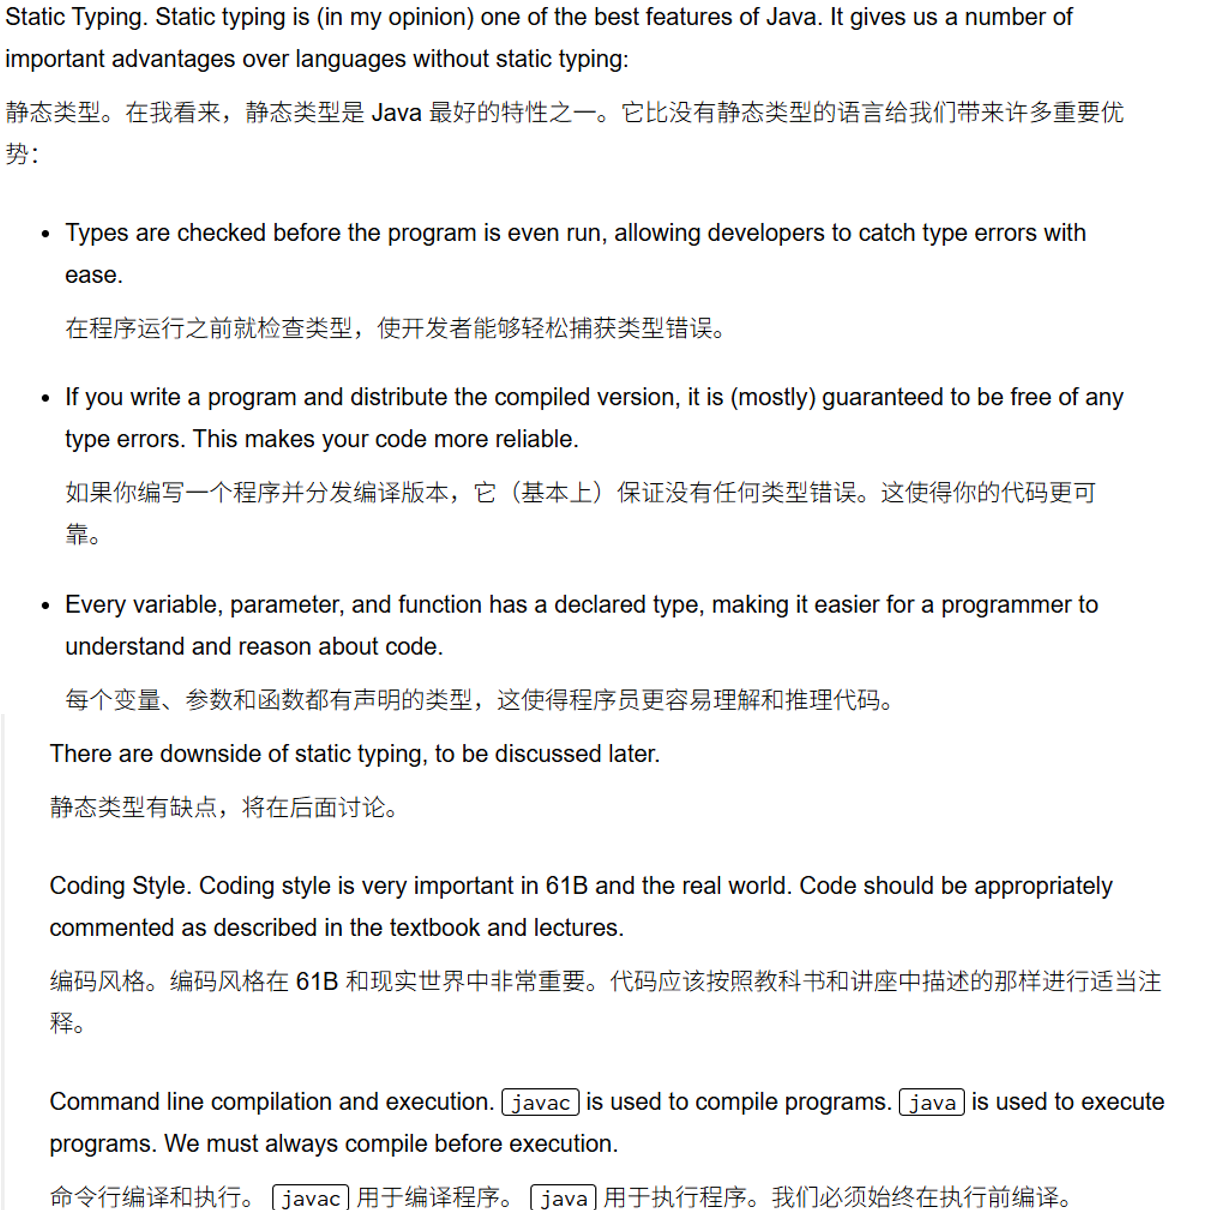 Static Typing. Static typing is (in my opinion) one of the best features of Java. It gives us a number of
important advantages over languages without static typing:
静态类型。在我看来，静态类型是 Java 最好的特性之一。它比没有静态类型的语言给我们带来许多重要优
势：
• Types are checked before the program is even run, allowing developers to catch type errors with
ease.
在程序运行之前就检查类型，使开发者能够轻松捕获类型错误。
• If you write a program and distribute the compiled version, it is (mostly) guaranteed to be free of any
type errors. This makes your code more reliable.
如果你编写一个程序并分发编译版本，它（基本上）保证没有任何类型错误。这使得你的代码更可
靠。
• Every variable, parameter, and function has a declared type, making it easier for a programmer to
understand and reason about code.
每个变量、参数和函数都有声明的类型，这使得程序员更容易理解和推理代码。
There are downside of static typing, to be discussed later.
静态类型有缺点，将在后面讨论。
Coding Style. Coding style is very important in 61B and the real world. Code should be appropriately
commented as described in the textbook and lectures.
编码风格。编码风格在 61B 和现实世界中非常重要。代码应该按照教科书和讲座中描述的那样进行适当注
释。
Command line compilation and execution. javac is used to compile programs. java is used to execute
programs. We must always compile before execution.
命令行编译和执行。 javac 用于编译程序。 java 用于执行程序。我们必须始终在执行前编译。